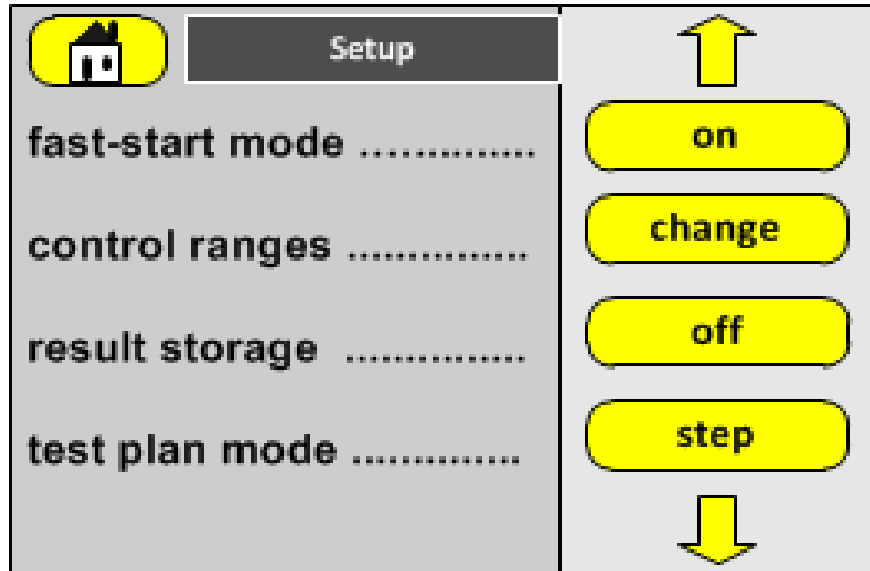 Setup
fast-start mode ............... on
control ranges ............... change
result storage ............... off
test plan mode .............. step